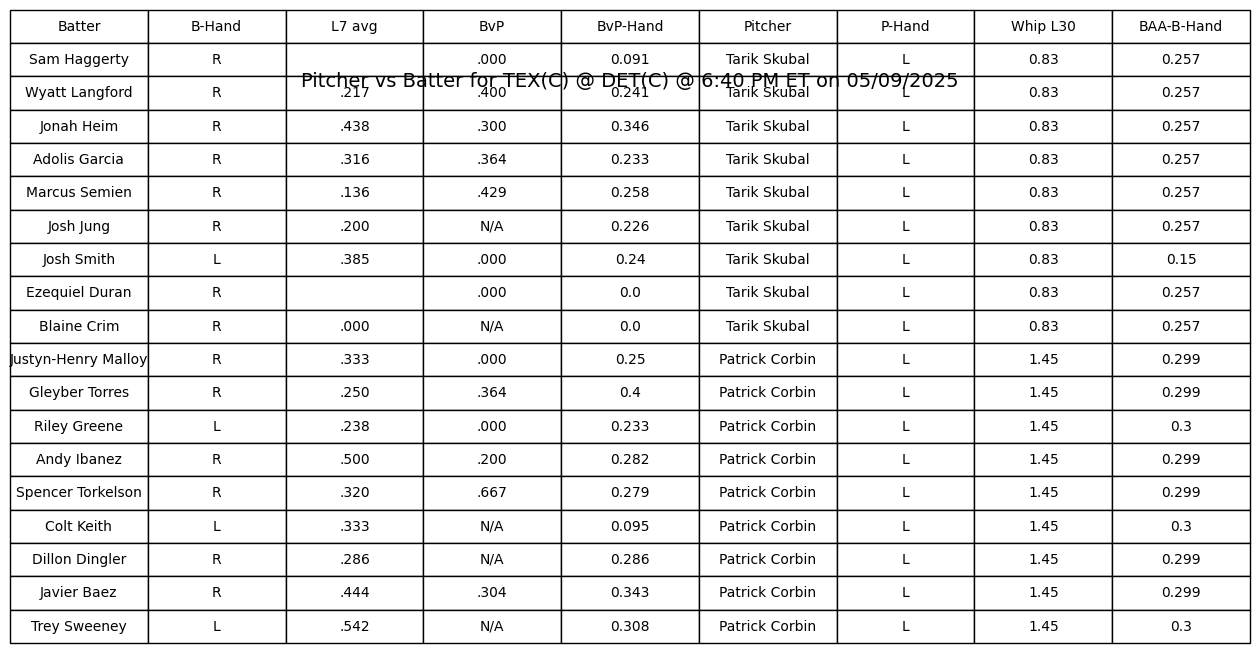 Batter B-Hand L7 avg BvP BvP-Hand Pitcher P-Hand Whip L30 BAA-B-Hand
Sam Haggerty R .000 0.091 Tarik Skubal L 0.83 0.257
Pitcher vs Batter for TEX(C) @ DET(C) @ 6:40 PM ET on 05/09/2025
Wyatt Langford R .217 .400 0.241 Tarik Skubal L 0.83 0.257
Jonah Heim R .438 .300 0.346 Tarik Skubal L 0.83 0.257
Adolis Garcia R .316 .364 0.233 Tarik Skubal L 0.83 0.257
Marcus Semien R .136 .429 0.258 Tarik Skubal L 0.83 0.257
Josh Jung R .200 N/A 0.226 Tarik Skubal L 0.83 0.257
Josh Smith L .385 .000 0.24 Tarik Skubal L 0.83 0.15
Ezequiel Duran R .000 0.0 Tarik Skubal L 0.83 0.257
Blaine Crim R .000 N/A 0.0 Tarik Skubal L 0.83 0.257
Justyn-Henry Malloy R .333 .000 0.25 Patrick Corbin L 1.45 0.299
Gleyber Torres R .250 .364 0.4 Patrick Corbin L 1.45 0.299
Riley Greene L .238 .000 0.233 Patrick Corbin L 1.45 0.3
Andy Ibanez R .500 .200 0.282 Patrick Corbin L 1.45 0.299
Spencer Torkelson R .320 .667 0.279 Patrick Corbin L 1.45 0.299
Colt Keith L .333 N/A 0.095 Patrick Corbin L 1.45 0.3
Dillon Dingler R .286 N/A 0.286 Patrick Corbin L 1.45 0.299
Javier Baez R .444 .304 0.343 Patrick Corbin L 1.45 0.299
Trey Sweeney L .542 N/A 0.308 Patrick Corbin L 1.45 0.3